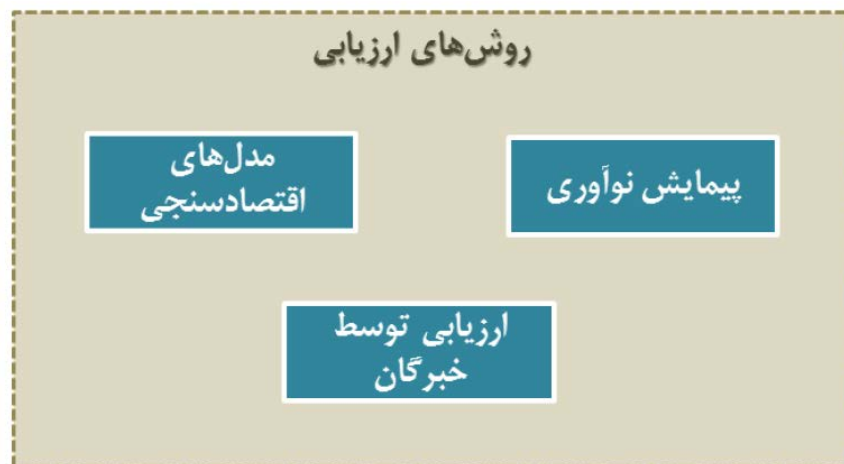 روش‌های ارزیابی
پیمایش نوآوری
مدل‌های
اقتصادسنجی
ارزیابی توسط
خبرگان